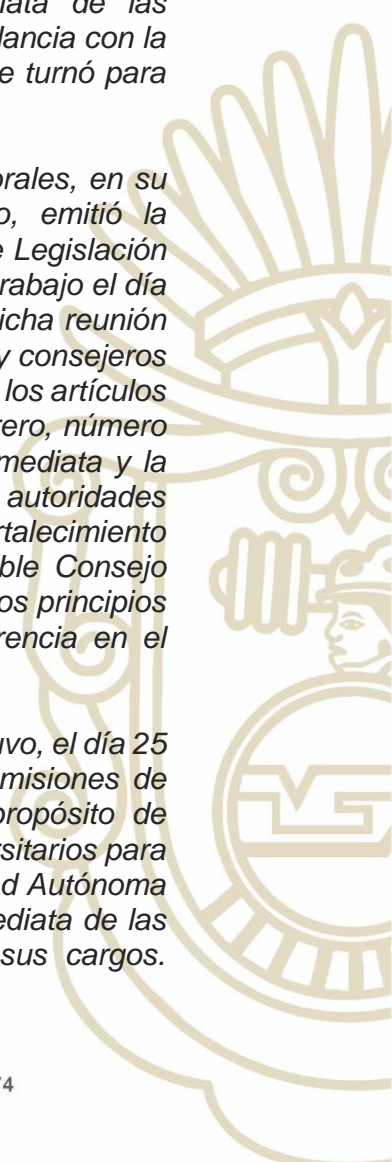 ata de las
lancia con la
e turnó para
orales, en su
o, emitió la
e Legislación
rabajo el día
icha reunión
y consejeros
los artículos
rero, número
mediata y la
autoridades
rtalecimiento
ble Consejo
os principios
rencia en el
uvo, el día 25
misiones de
propósito de
rsitarios para
d Autónoma
ediata de las
sus cargos.
74